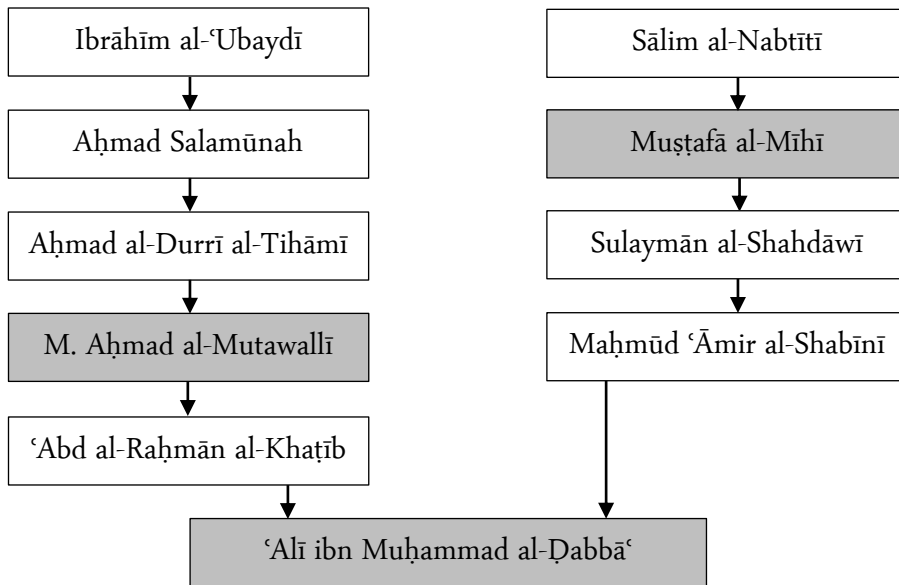 Ibrāhīm al-ʿUbaydī
Aḥmad Salamūnah
Aḥmad al-Durrī al-Tihāmī
M. Aḥmad al-Mutawallī
ʿAbd al-Raḥmān al-Khaṭīb
Sālim al-Nabtītī
Muṣṭafā al-Mīhī
Sulaymān al-Shahdāwī
Maḥmūd ʿĀmir al-Shabīnī
ʿAlī ibn Muḥammad al-Ḍabbāʿ